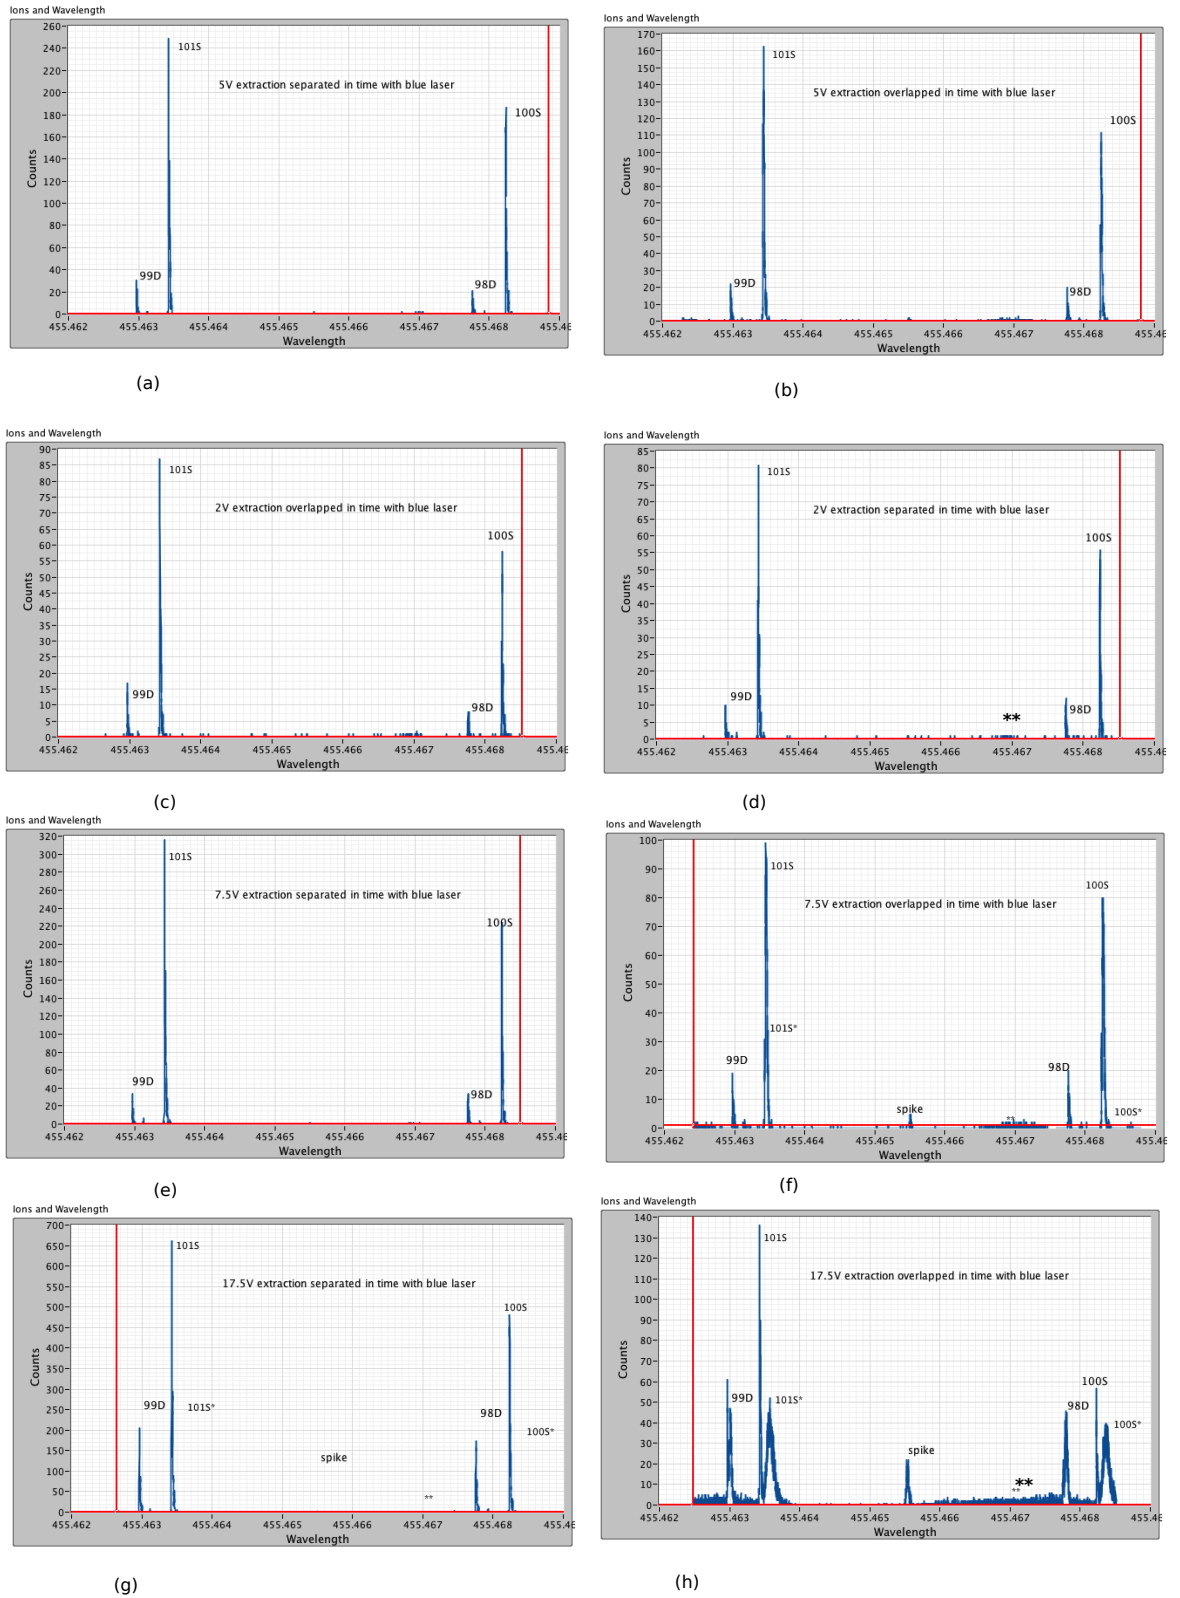 Ions and Wavelength
260
240
220
200
180
160
140
120
100
80
60
40
20
0
Counts
101S
5V extraction separated in time with blue laser
100S
99D
98D
455.462 455.463 455.464 455.465 455.466 455.467 455.468 455.46
Wavelength
(a)
Ions and Wavelength
170
160
150
140
130
120
110
100
90
80
70
60
50
40
30
20
10
0
Counts
101S
5V extraction overlapped in time with blue laser
100S
99D
98D
455.462 455.463 455.464 455.465 455.466 455.467 455.468 455.46
Wavelength
(b)
Ions and Wavelength
90
85
80
75
70
65
60
55
50
45
40
35
30
25
20
15
10
5
0
Counts
101S
2V extraction overlapped in time with blue laser
100S
99D
98D
455.462 455.463 455.464 455.465 455.466 455.467 455.468 455.46
Wavelength
(c)
Ions and Wavelength
85
80
75
70
65
60
55
50
45
40
35
30
25
20
15
10
5
0
Counts
101S
2V extraction separated in time with blue laser
100S
99D
**
98D
455.462 455.463 455.464 455.465 455.466 455.467 455.468 455.46
Wavelength
(d)
Ions and Wavelength
320
300
280
260
240
220
200
180
160
140
120
100
80
60
40
20
0
Counts
101S
7.5V extraction separated in time with blue laser
100S
99D
98D
455.462 455.463 455.464 455.465 455.466 455.467 455.468 455.46
Wavelength
(e)
Ions and Wavelength
100
90
80
70
60
50
40
30
20
10
0
Counts
101S
100S
7.5V extraction overlapped in time with blue laser
101S*
99D
98D
spike
**
100S*
455.462 455.463 455.464 455.465 455.466 455.467 455.468 455.46
Wavelength
(f)
Ions and Wavelength
700
650
600
550
500
450
400
350
300
250
200
150
100
50
0
Counts
101S
17.5V extraction separated in time with blue laser
100S
99D
101S*
98D
100S*
spike
**
455.462 455.463 455.464 455.465 455.466 455.467 455.468 455.46
Wavelength
(g)
Ions and Wavelength
140
130
120
110
100
90
80
70
60
50
40
30
20
10
0
Counts
101S
17.5V extraction overlapped in time with blue laser
100S
99D
101S*
98D
100S*
spike
**
**
455.462 455.463 455.464 455.465 455.466 455.467 455.468 455.46
Wavelength
(h)